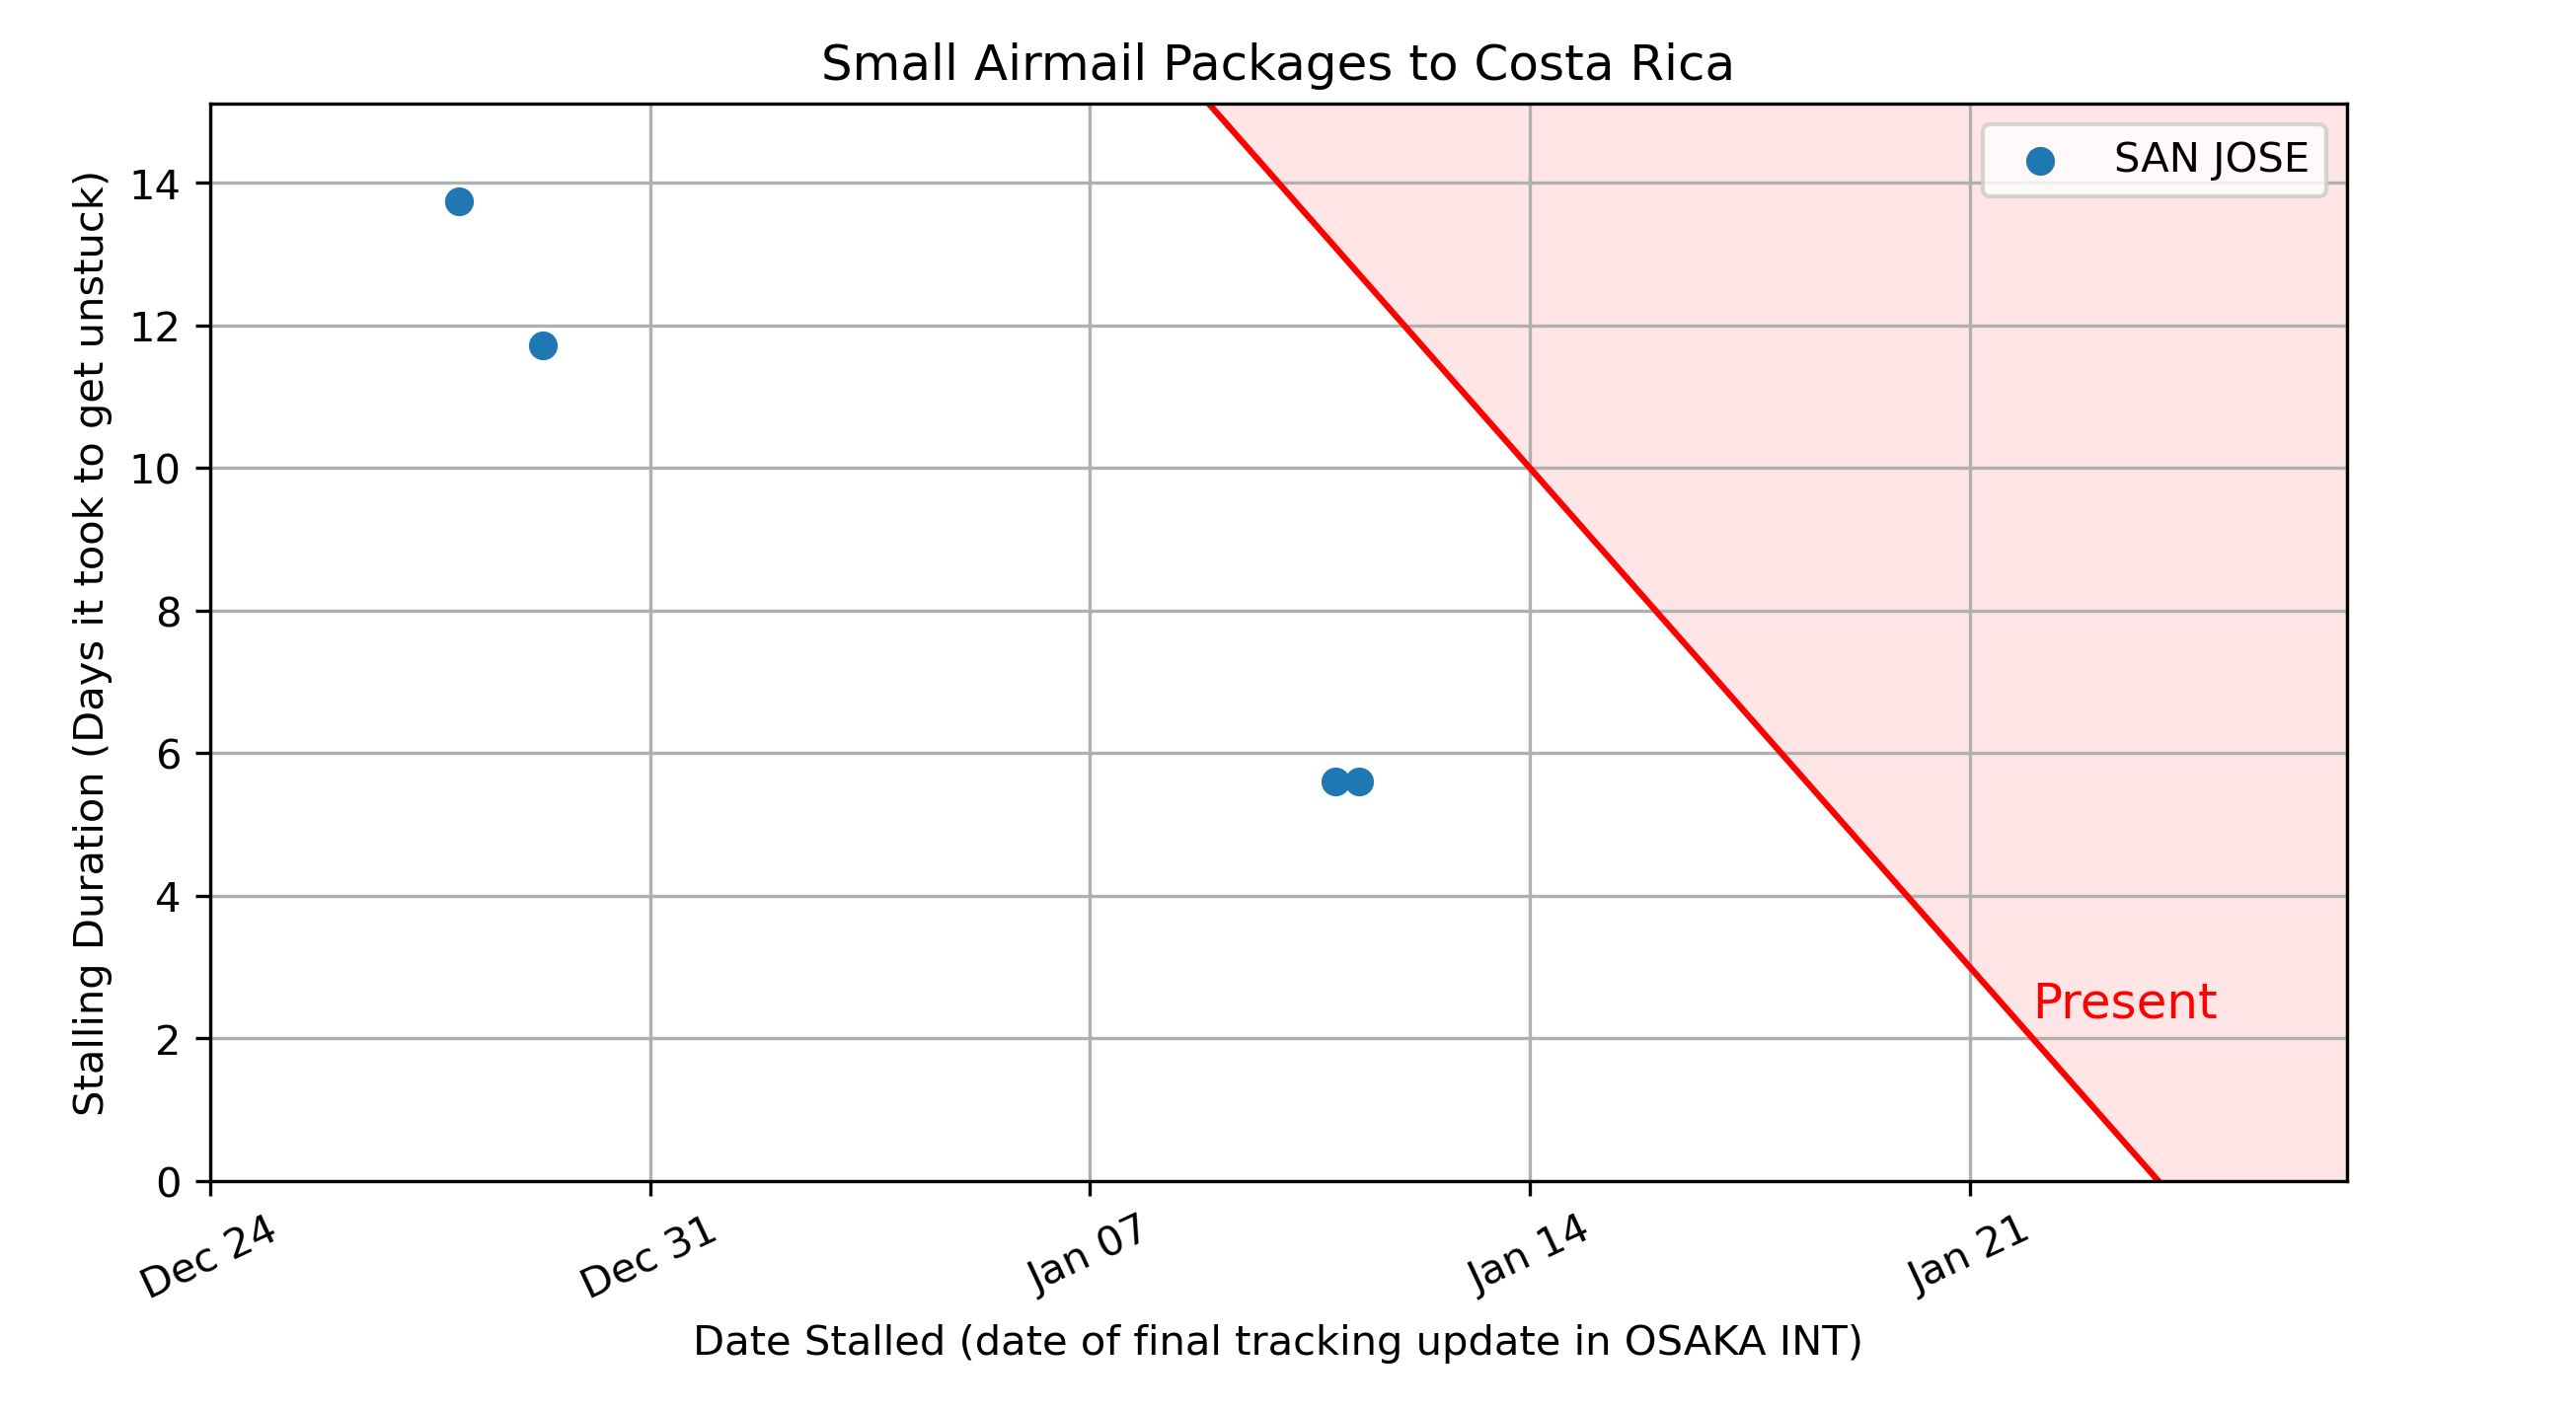 Small Airmail Packages to Costa Rica
SAN JOSE
Stalling Duration (Days it took to get unstuck)
14
12
10
8
6
4
2
0
Present
Dec 24
Dec 31
Jan 07
Jan 14
Jan 21
Date Stalled (date of final tracking update in OSAKA INT)